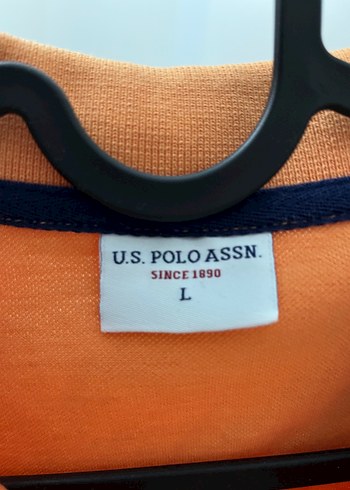 U.S. POLO ASSN.
SINCE 1890
L